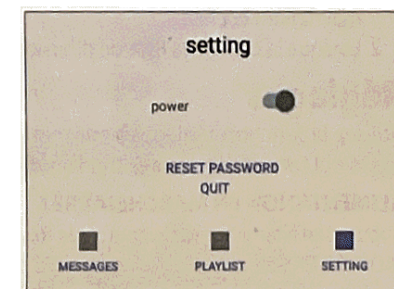 setting
power
RESET PASSWORD
QUIT
MESSAGES PLAYLIST SETTING